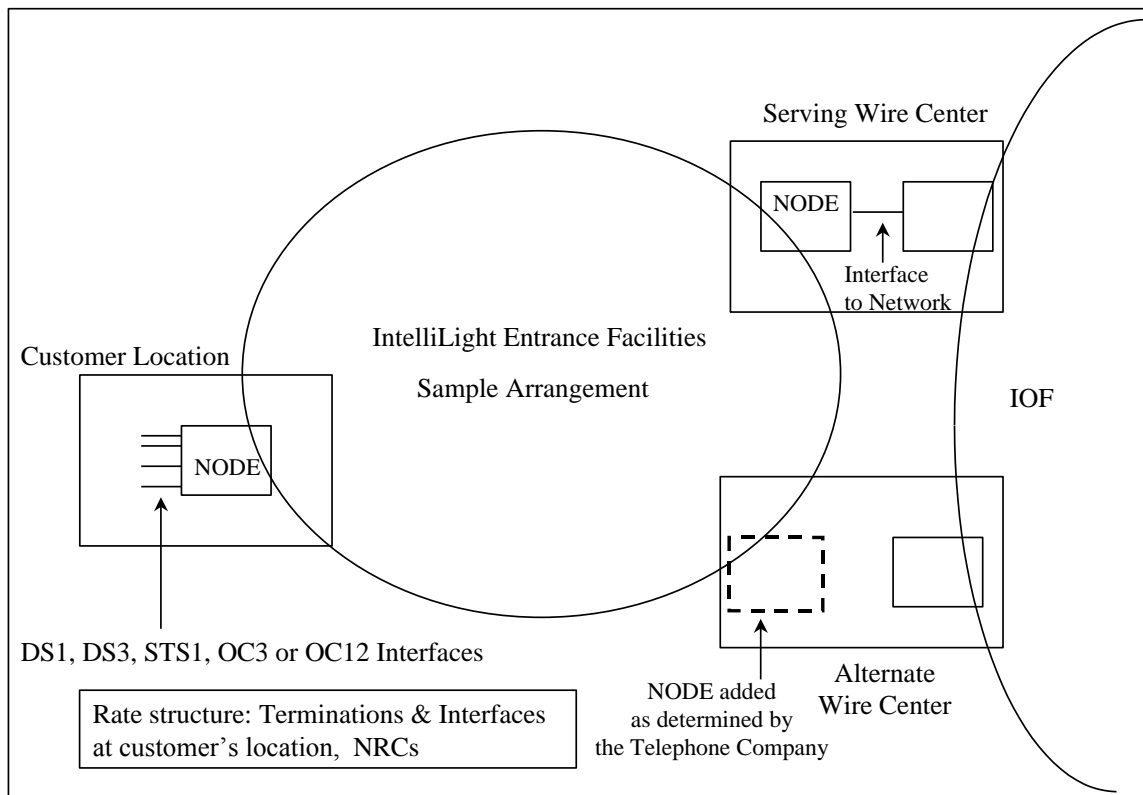 Serving Wire Center
NODE
Interface
to Network
IntelliLight Entrance Facilities
Sample Arrangement
Customer Location
NODE
IOF
DS1, DS3, STS1, OC3 or OC12 Interfaces
Rate structure: Terminations & Interfaces
at customer’s location, NRCs
NODE added
as determined by
the Telephone Company
Alternate
Wire Center